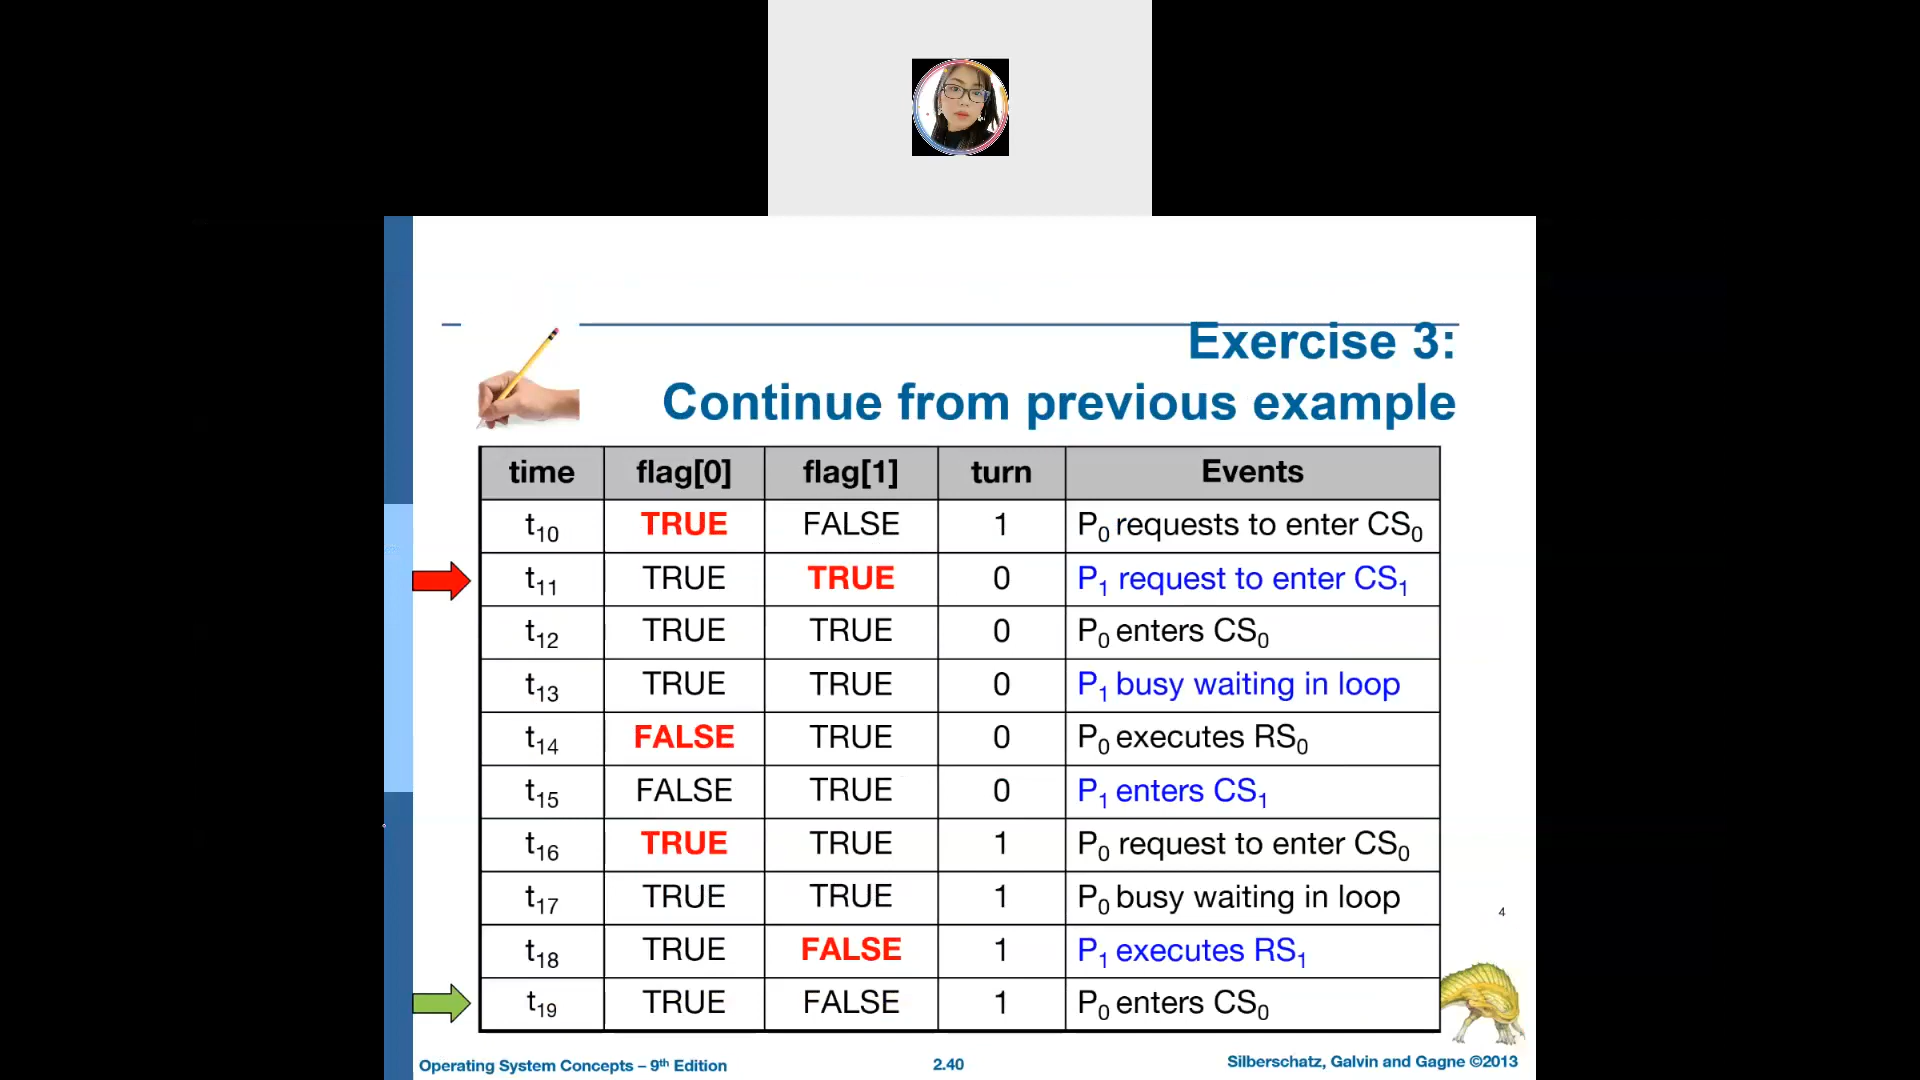 Exercise 3:
Continue from previous example
time flag[0] flag[1] turn Events
t10 TRUE FALSE 1 P0 requests to enter CS0
t11 TRUE TRUE 0 P1 request to enter CS1
t12 TRUE TRUE 0 P0 enters CS0
t13 TRUE TRUE 0 P1 busy waiting in loop
t14 FALSE TRUE 0 P0 executes RS0
t15 FALSE TRUE 0 P1 enters CS1
t16 TRUE TRUE 1 P0 request to enter CS0
t17 TRUE TRUE 1 P0 busy waiting in loop
4
t18 TRUE FALSE 1 P1 executes RS1
t19 TRUE FALSE 1 P0 enters CS0
Operating System Concepts – 9th Edition 2.40 Silberschatz, Galvin and Gagne ©2013